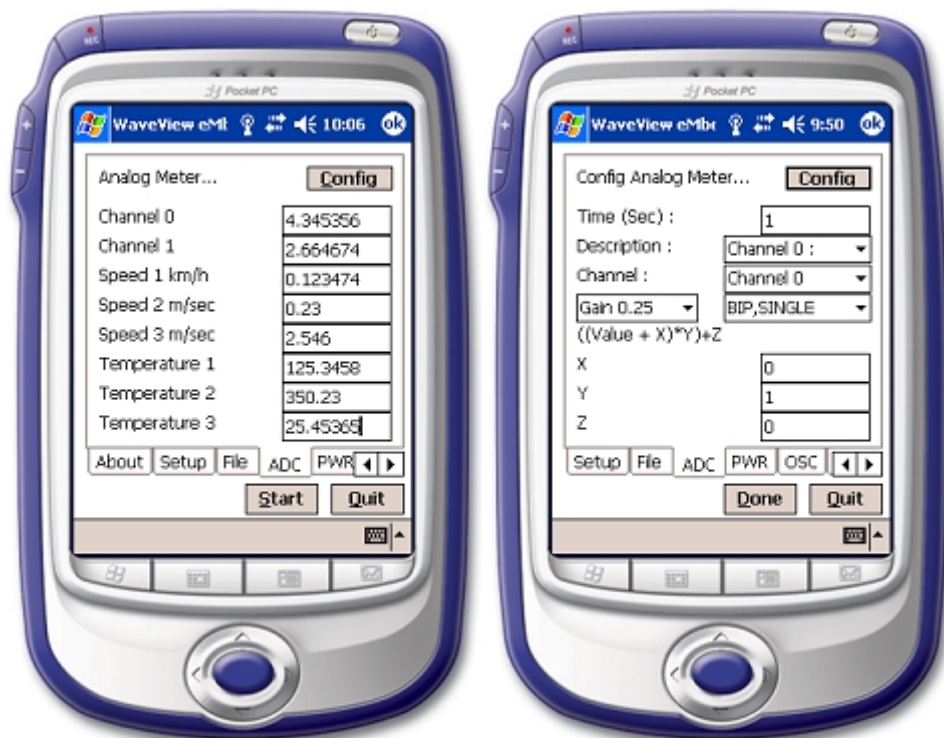 REC
Pocket PC
WaveView eMb 10:06 ok
Analog Meter... Config
Channel 0 4.345356
Channel 1 2.664674
Speed 1 km/h 0.123474
Speed 2 m/sec 0.23
Speed 3 m/sec 2.546
Temperature 1 125.3458
Temperature 2 350.23
Temperature 3 25.45365
About Setup File ADC PWR
Start Quit
REC
Pocket PC
WaveView eMbe 9:50 ok
Config Analog Meter... Config
Time (Sec) : 1
Description : Channel 0 :
Channel : Channel 0
Gain 0.25 BIP,SINGLE
((Value + X)*Y)+Z
X 0
Y 1
Z 0
Setup File ADC PWR OSC
Done Quit